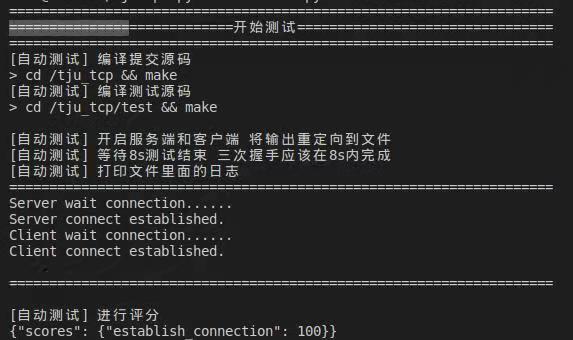 =====================================================================
=============================开始测试================================
=====================================================================
[自动测试] 编译提交源码
> cd /tju_tcp && make
[自动测试] 编译测试源码
> cd /tju_tcp/test && make
[自动测试] 开启服务端和客户端 将输出重定向到文件
[自动测试] 等待8s测试结束 三次握手应该在8s内完成
[自动测试] 打印文件里面的日志
=====================================================================
Server wait connection......
Server connect established.
Client wait connection......
Client connect established.
=====================================================================
[自动测试] 进行评分
{"scores": {"establish_connection": 100}}